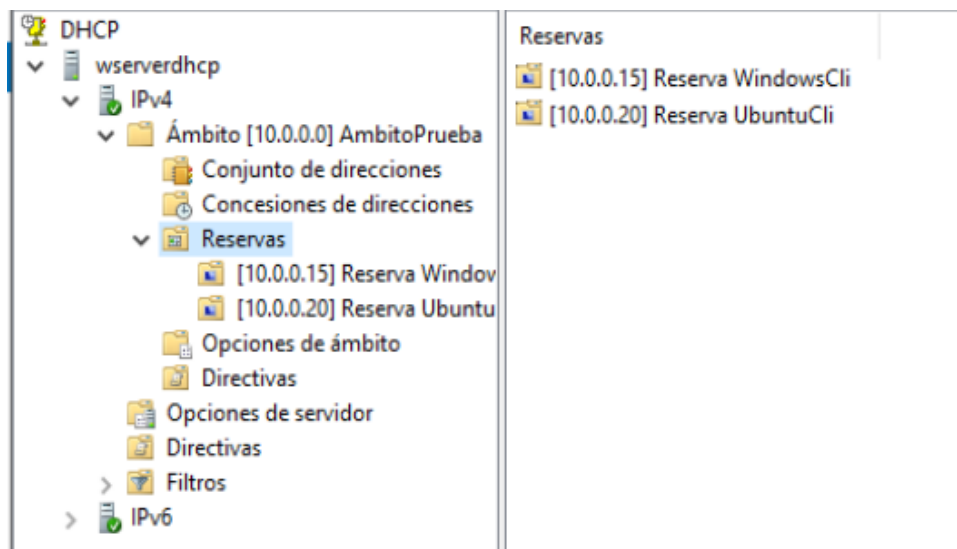 DHCP
wserverdhcp
IPv4
Ámbito [10.0.0.0] AmbitoPrueba
Conjunto de direcciones
Concesiones de direcciones
Reservas
[10.0.0.15] Reserva Window
[10.0.0.20] Reserva Ubuntu
Opciones de ámbito
Directivas
Opciones de servidor
Directivas
Filtros
IPv6
Reservas
[10.0.0.15] Reserva WindowsCli
[10.0.0.20] Reserva UbuntuCli